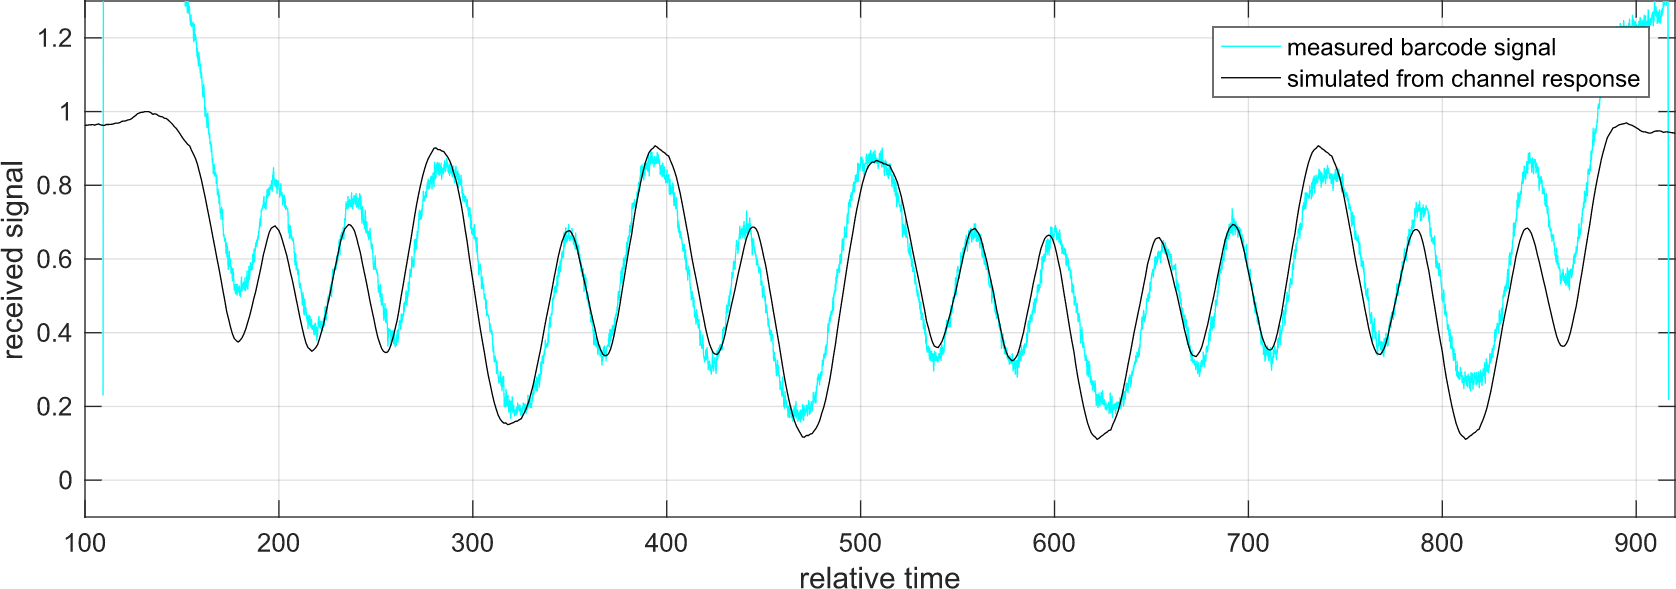 1.2
1
0.8
0.6
0.4
0.2
0
received signal
measured barcode signal
simulated from channel response
100 200 300 400 500 600 700 800 900
relative time